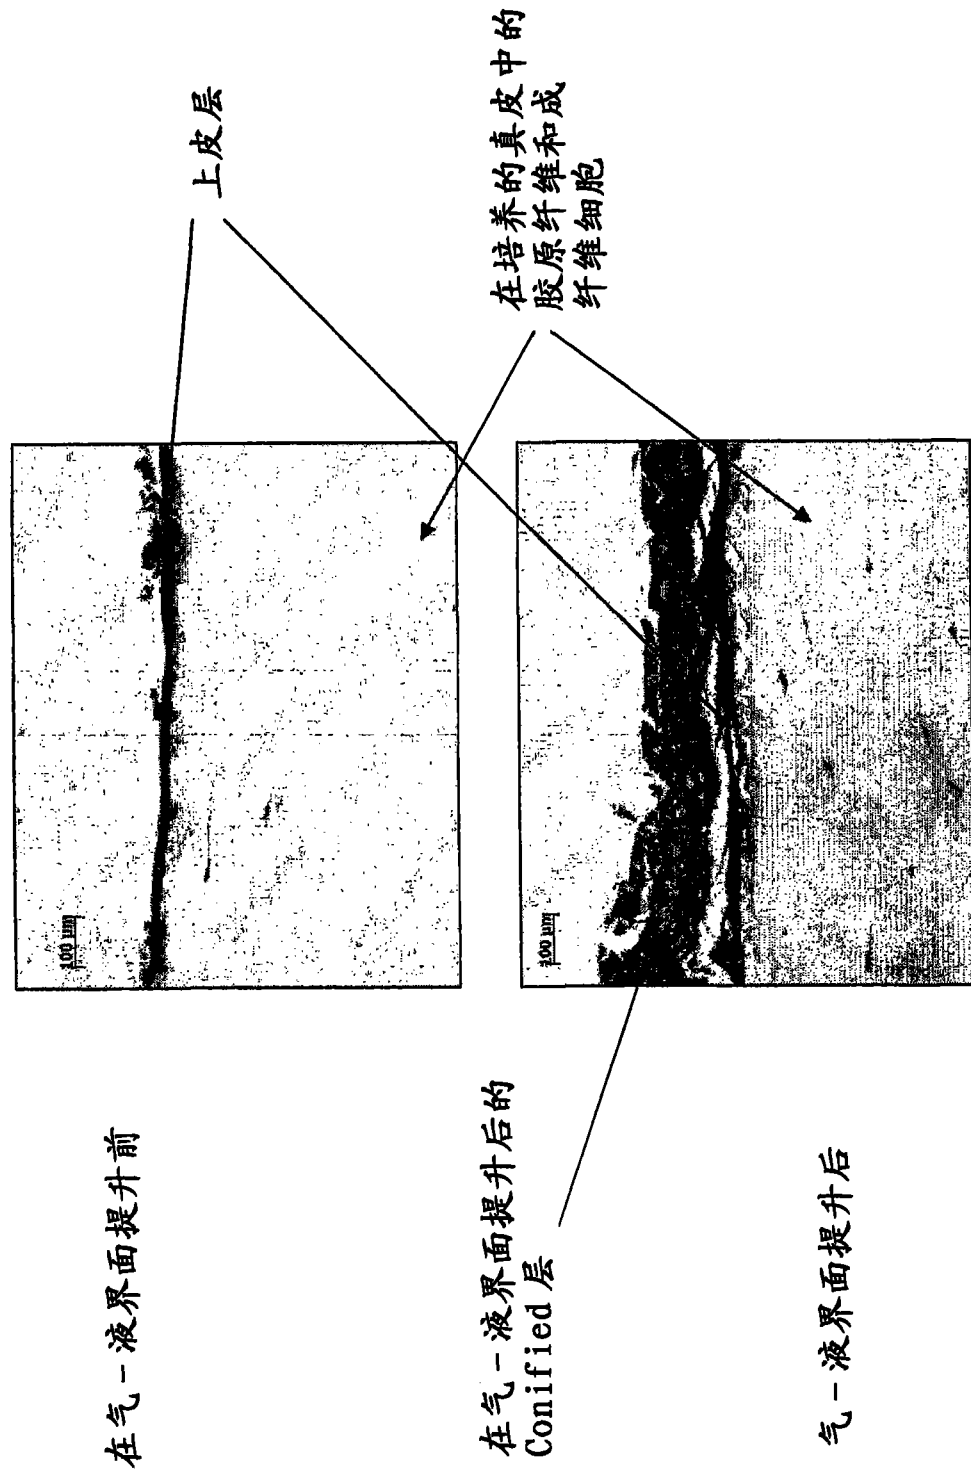 在气-液界面提升前
100 μm
上皮层
在气-液界面提升后的
Conified 层
100 μm
在培养的真皮中的
胶原纤维和成
纤维细胞
气-液界面提升后